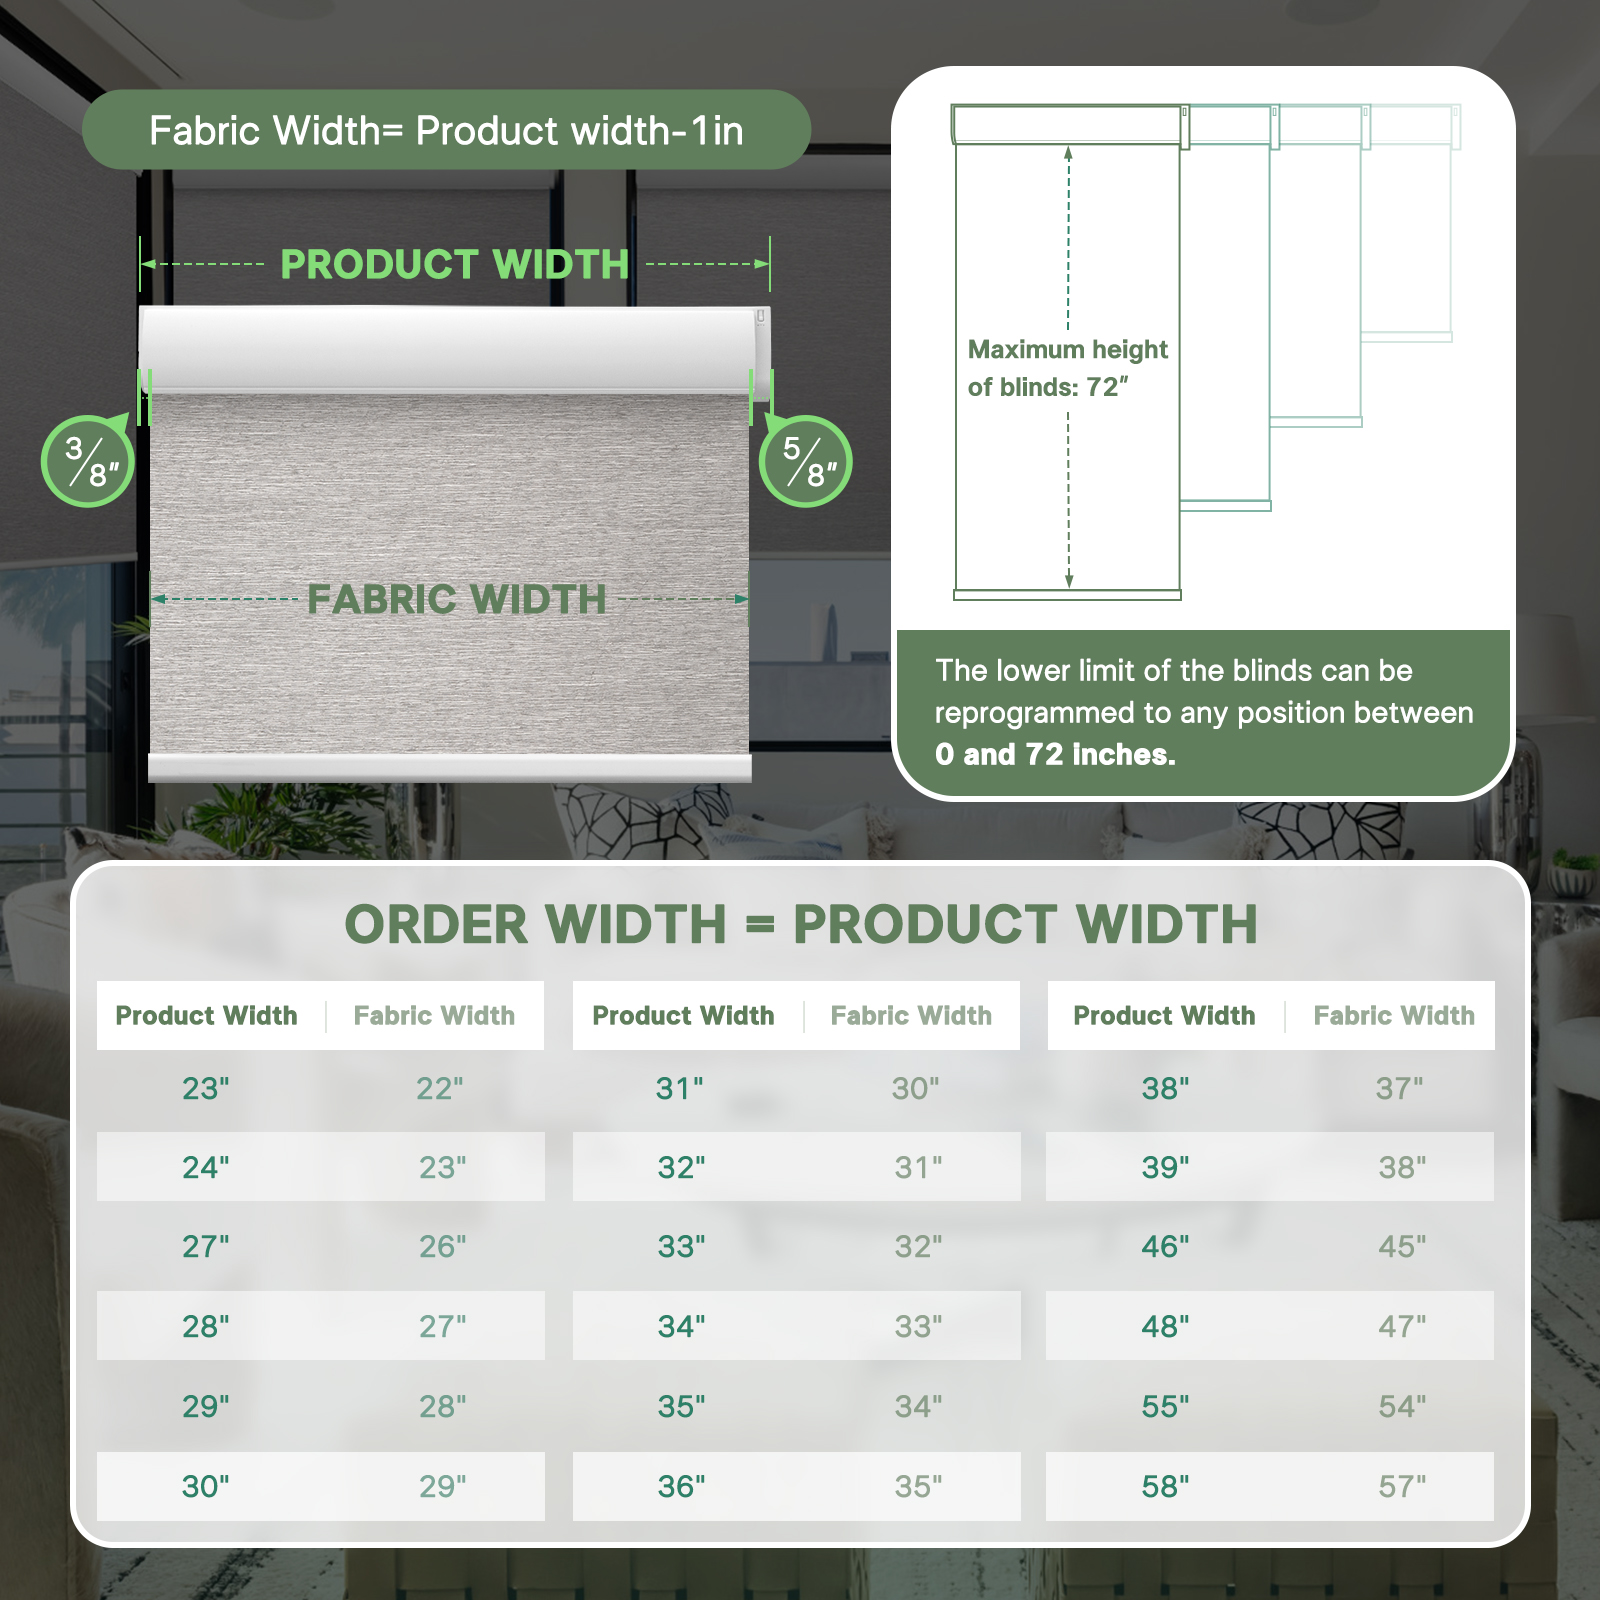 Fabric Width= Product width-1in
PRODUCT WIDTH
3/8"
5/8"
FABRIC WIDTH
Maximum height
of blinds: 72"
The lower limit of the blinds can be
reprogrammed to any position between
0 and 72 inches.
ORDER WIDTH = PRODUCT WIDTH
Product Width Fabric Width Product Width Fabric Width Product Width Fabric Width
23" 22" 31" 30" 38" 37"
24" 23" 32" 31" 39" 38"
27" 26" 33" 32" 46" 45"
28" 27" 34" 33" 48" 47"
29" 28" 35" 34" 55" 54"
30" 29" 36" 35" 58" 57"